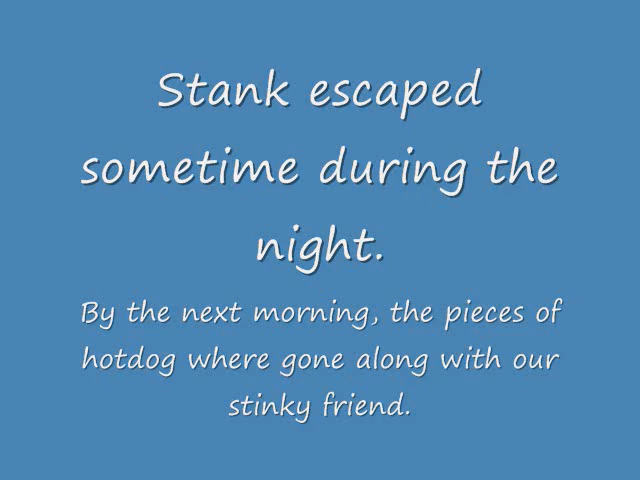 Stank escaped
sometime during the
night.
By the next morning, the pieces of
hotdog where gone along with our
stinky friend.